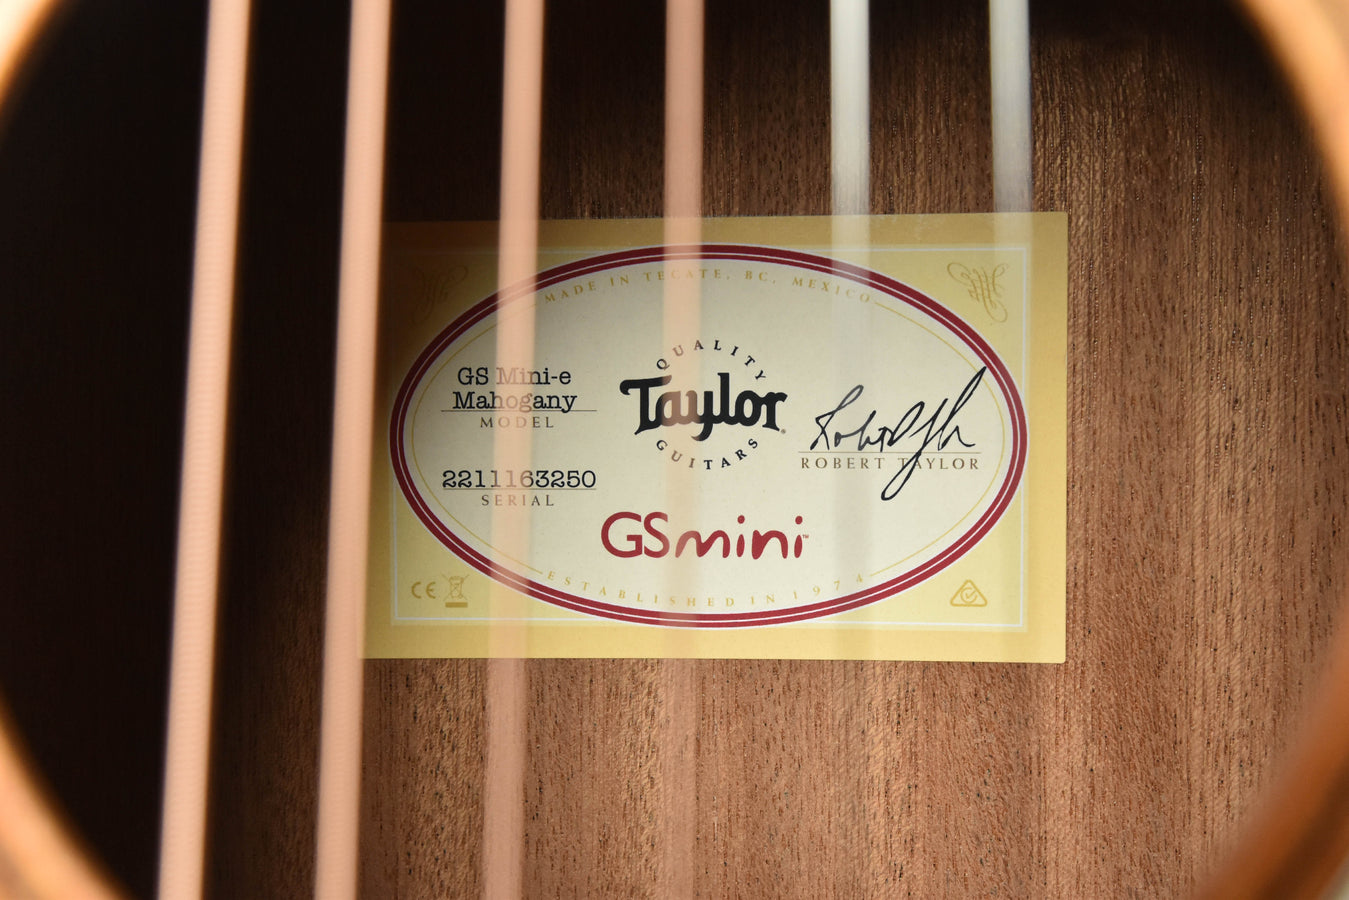 MADE IN TECATE, BC, MEXICO
GS Mini-e
Mahogany
MODEL
2211163250
SERIAL
QUALITY
Taylor®
GUITARS
ROBERT TAYLOR
GSmini™
ESTABLISHED IN 1974
CE